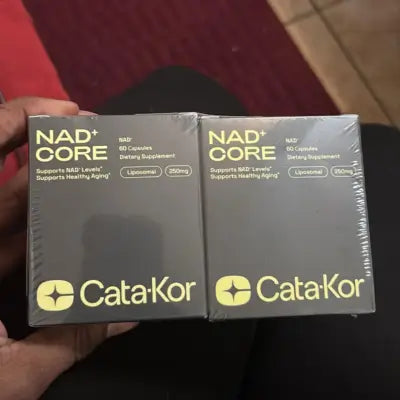 NAD+
CORE
Supports NAD+ Levels*
Supports Healthy Aging*
NAD+
60 Capsules
Dietary Supplement
Liposomal 250mg
Cata·Kor
NAD+
CORE
Supports NAD+ Levels*
Supports Healthy Aging*
NAD+
60 Capsules
Dietary Supplement
Liposomal 250mg
Cata·Kor